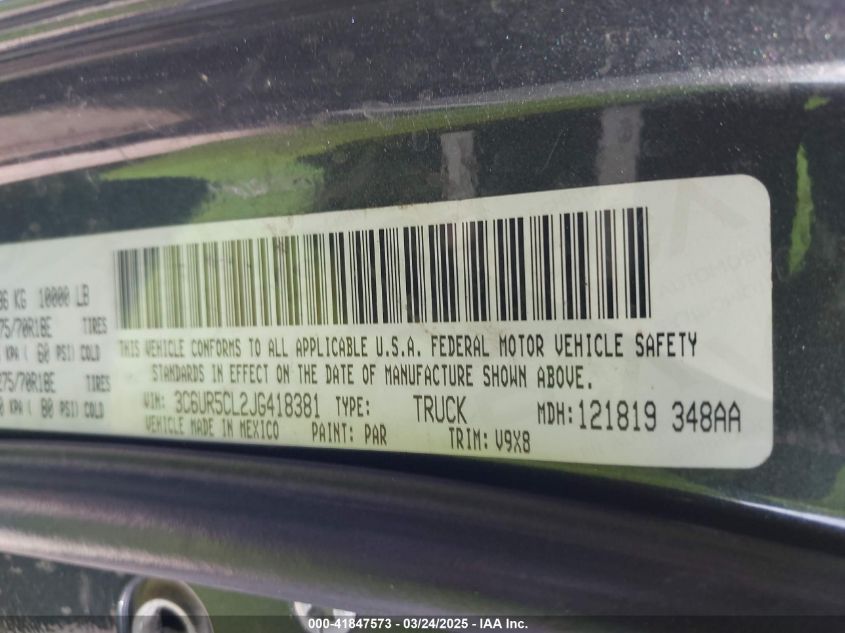 KG 10000 LB
75/70R18E TIRES
KPA ( 60 PSI) COLD
275/70R18E TIRES
KPA ( 80 PSI) COLD
THIS VEHICLE CONFORMS TO ALL APPLICABLE U.S.A. FEDERAL MOTOR VEHICLE SAFETY
STANDARDS IN EFFECT ON THE DATE OF MANUFACTURE SHOWN ABOVE.
VIN: 3C6UR5CL2JG418381 TYPE: TRUCK MDH: 121819 348AA
VEHICLE MADE IN MEXICO PAINT: PAR TRIM: V9X8
000-41847573 / 03/24/2025 - IAA Inc.